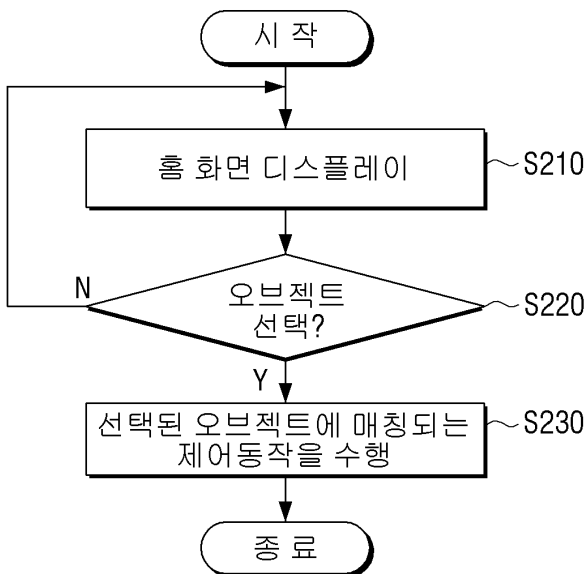 시 작
홈 화면 디스플레이
S210
N
오브젝트
선택?
S220
Y
선택된 오브젝트에 매칭되는
제어동작을 수행
S230
종 료